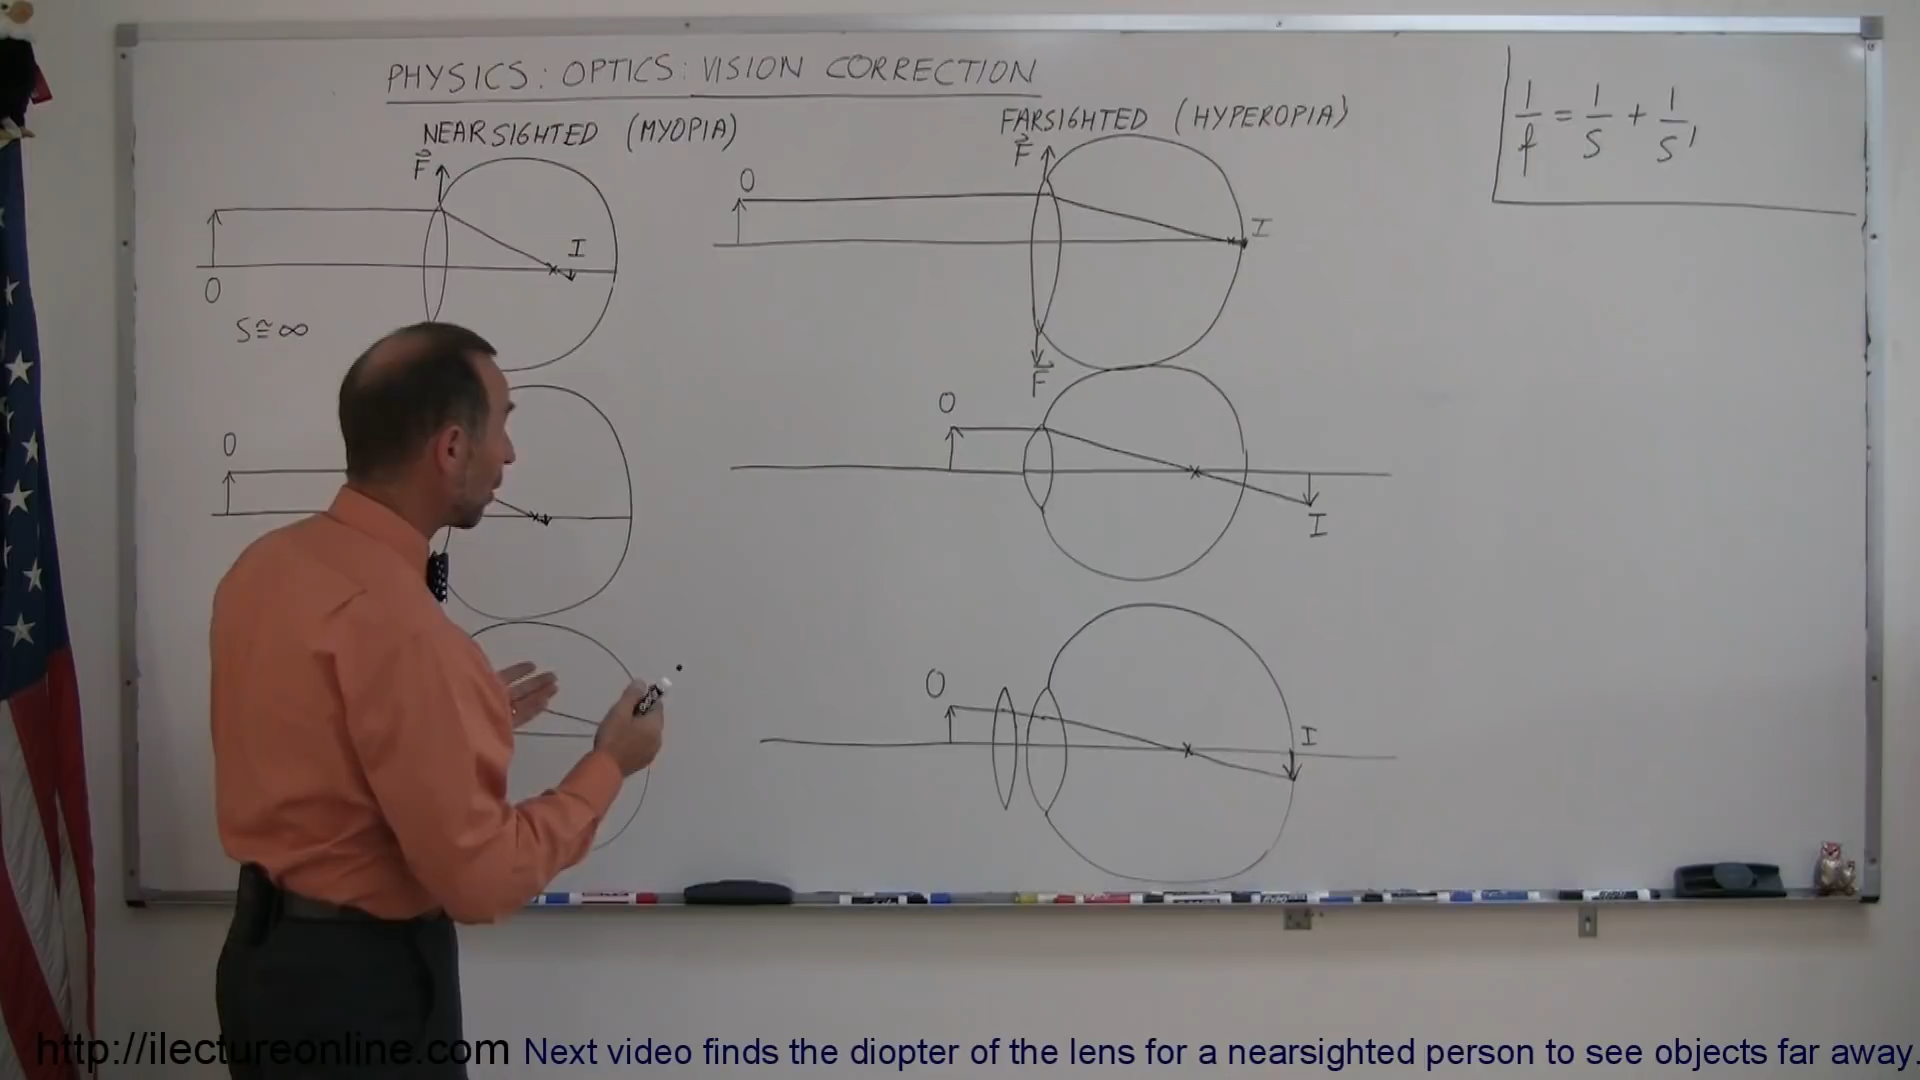 PHYSICS: OPTICS: VISION CORRECTION
NEARSIGHTED (MYOPIA)
F
O
I
S ≅ ∞
O
FARSIGHTED (HYPEROPIA)
F
O
I
F
O
I
O
I
1/f = 1/S + 1/S'
http://ilectureonline.com Next video finds the diopter of the lens for a nearsighted person to see objects far away.